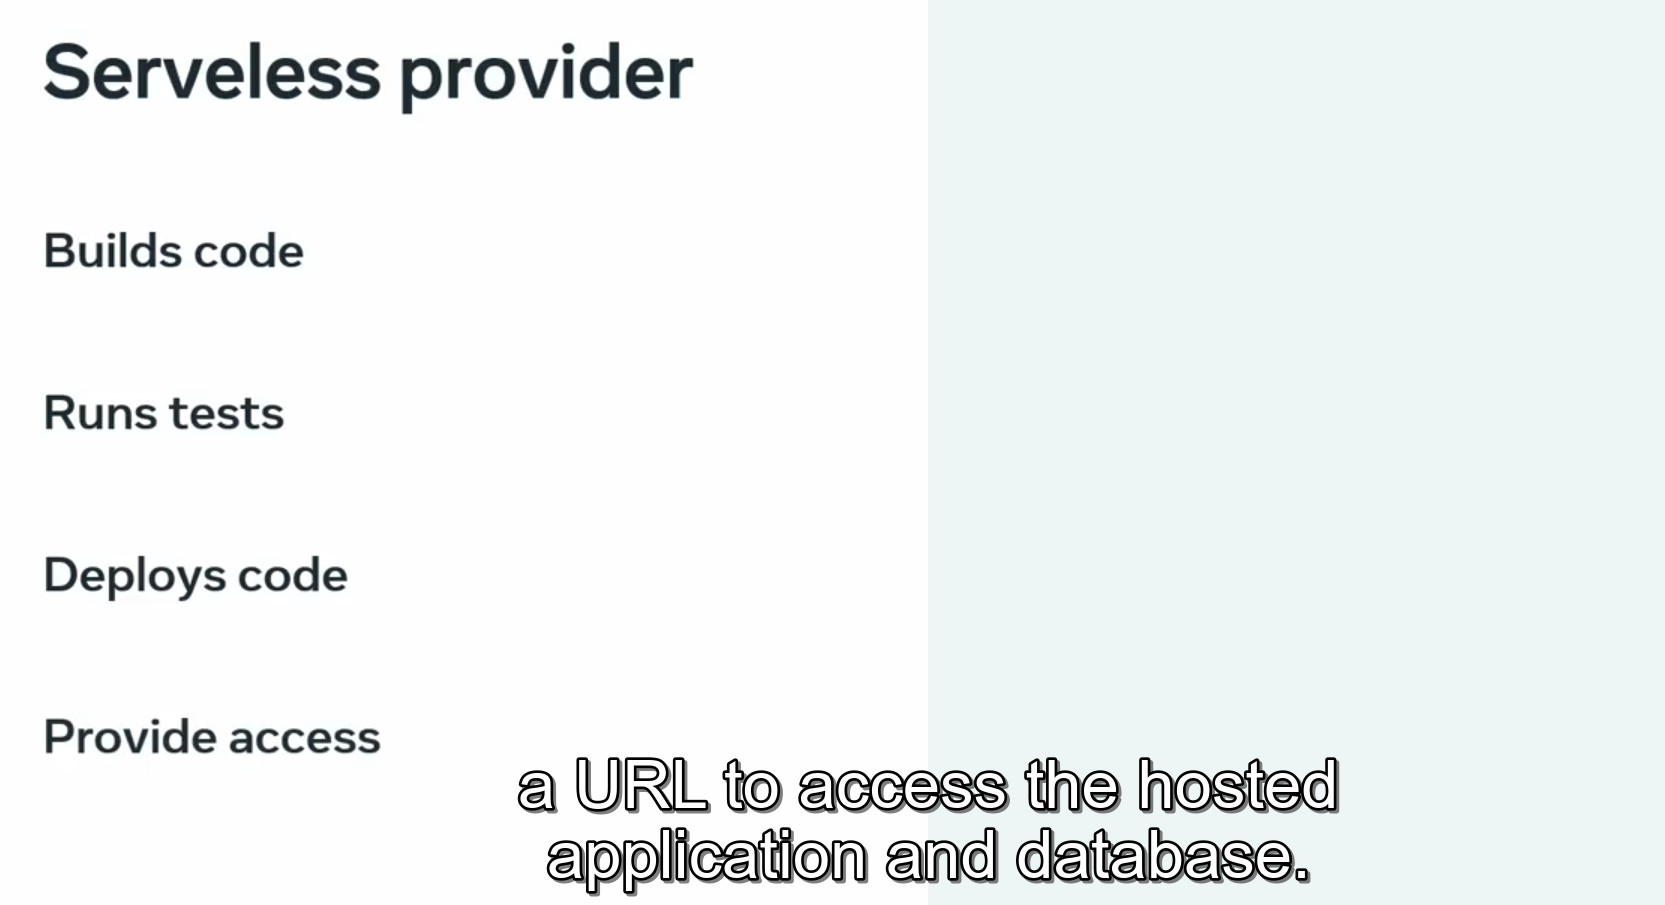 Serveless provider
Builds code
Runs tests
Deploys code
Provide access
a URL to access the hosted
application and database.